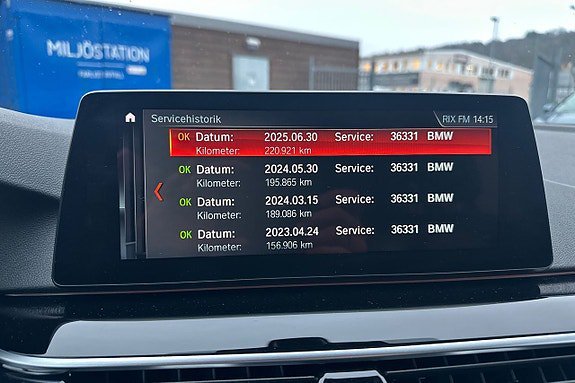 MILJÖSTATION
Servicehistorik
RIX FM 14:15
OK Datum: 2025.06.30 Service: 36331 BMW
Kilometer: 220.921 km
OK Datum: 2024.05.30 Service: 36331 BMW
Kilometer: 195.865 km
OK Datum: 2024.03.15 Service: 36331 BMW
Kilometer: 189.086 km
OK Datum: 2023.04.24 Service: 36331 BMW
Kilometer: 156.906 km